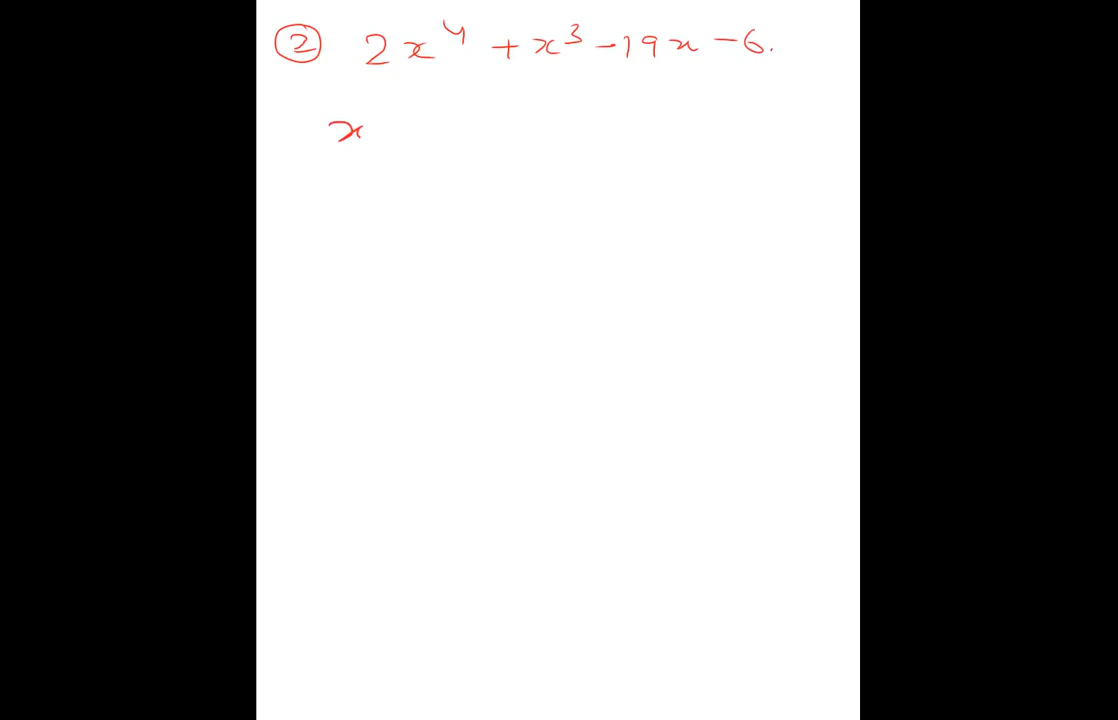 ② 2x⁴ + x³ - 19x - 6.
x